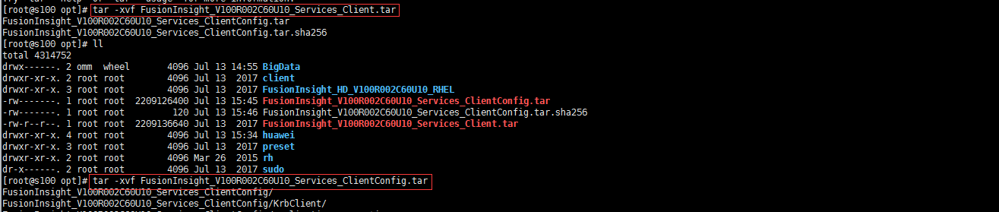 [root@s100 opt]# tar -xvf FusionInsight_V100R002C60U10_Services_Client.tar
FusionInsight_V100R002C60U10_Services_ClientConfig.tar
FusionInsight_V100R002C60U10_Services_ClientConfig.tar.sha256
[root@s100 opt]# ll
total 4314752
drwx------. 2 omm  wheel       4096 Jul 13 14:55 BigData
drwxr-xr-x. 2 root root        4096 Jul 13  2017 client
drwxr-xr-x. 3 root root        4096 Jul 13  2017 FusionInsight_HD_V100R002C60U10_RHEL
-rw-------. 1 root root  2209126400 Jul 13 15:45 FusionInsight_V100R002C60U10_Services_ClientConfig.tar
-rw-------. 1 root root         120 Jul 13 15:46 FusionInsight_V100R002C60U10_Services_ClientConfig.tar.sha256
-rw-r--r--. 1 root root  2209136640 Jul 13  2017 FusionInsight_V100R002C60U10_Services_Client.tar
drwxr-xr-x. 4 root root        4096 Jul 13 15:34 huawei
drwxr-xr-x. 3 root root        4096 Jul 13  2017 preset
drwxr-xr-x. 2 root root        4096 Mar 26  2015 rh
dr-x------. 2 root root        4096 Jul 13  2017 sudo
[root@s100 opt]# tar -xvf FusionInsight_V100R002C60U10_Services_ClientConfig.tar
FusionInsight_V100R002C60U10_Services_ClientConfig/
FusionInsight_V100R002C60U10_Services_ClientConfig/KrbClient/